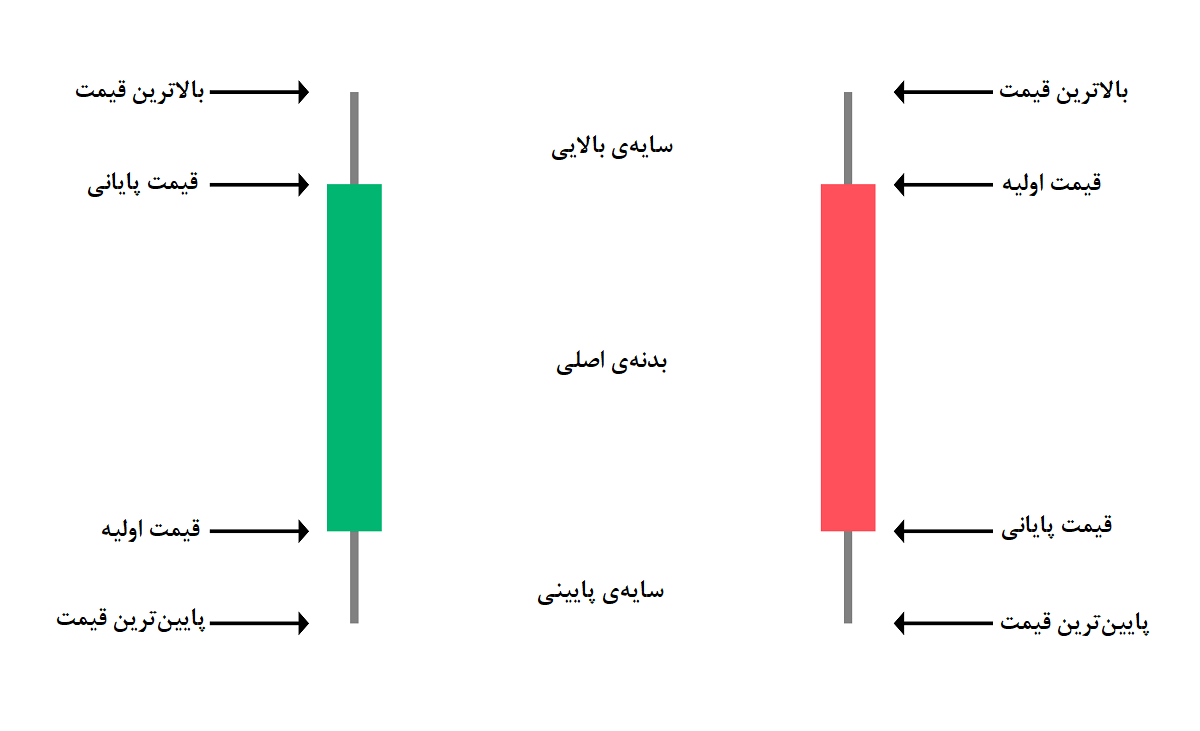 بالاترین قیمت
بالاترین قیمت
سایه‌ی بالایی
قیمت اولیه
قیمت پایانی
بدنه‌ی اصلی
قیمت پایانی
قیمت اولیه
سایه‌ی پایینی
پایین‌ترین قیمت
پایین‌ترین قیمت